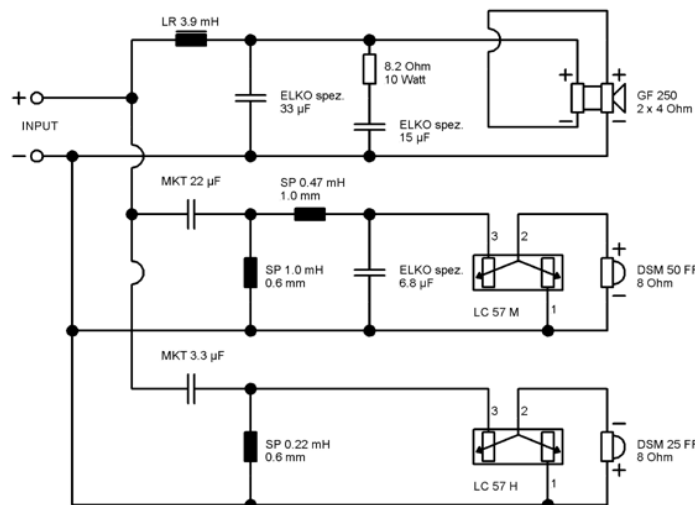 LR 3.9 mH
8.2 Ohm
10 Watt
+
+
GF 250
2 x 4 Ohm
ELKO spez.
33 µF
+
INPUT
−
−
−
ELKO spez.
15 µF
MKT 22 µF
SP 0.47 mH
1.0 mm
3
2
+
DSM 50 FF
8 Ohm
−
SP 1.0 mH
0.6 mm
ELKO spez.
6.8 µF
1
LC 57 M
MKT 3.3 µF
3
2
−
DSM 25 FF
8 Ohm
+
SP 0.22 mH
0.6 mm
1
LC 57 H